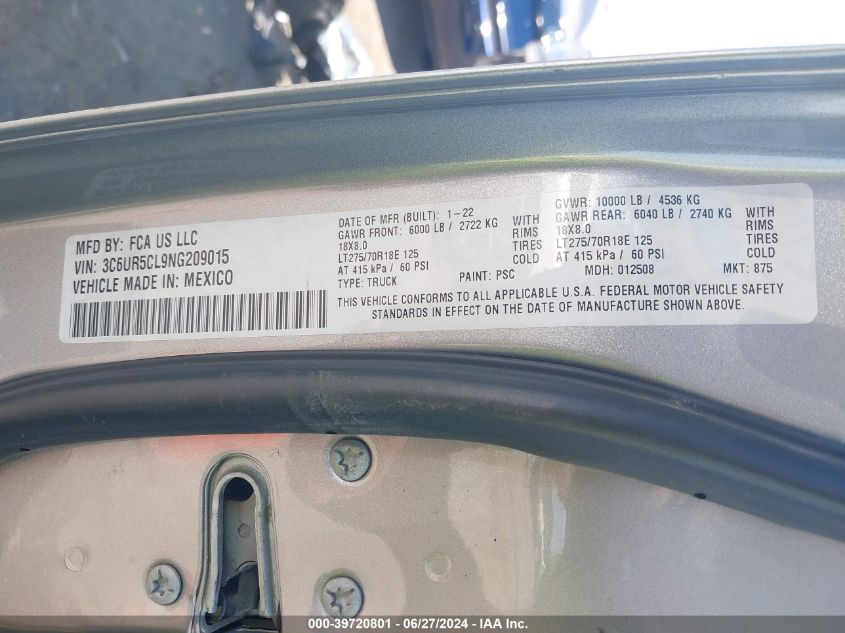 MFD BY: FCA US LLC
VIN: 3C6UR5CL9NG209015
VEHICLE MADE IN: MEXICO
DATE OF MFR (BUILT): 1-22
GAWR FRONT: 6000 LB / 2722 KG WITH
18X8.0 RIMS
LT275/70R18E 125 TIRES
AT 415 kPa / 60 PSI COLD
TYPE: TRUCK PAINT: PSC
GVWR: 10000 LB / 4536 KG
GAWR REAR: 6040 LB / 2740 KG WITH
18X8.0 RIMS
LT275/70R18E 125 TIRES
AT 415 kPa / 60 PSI COLD
MDH: 012508 MKT: 875
THIS VEHICLE CONFORMS TO ALL APPLICABLE U.S.A. FEDERAL MOTOR VEHICLE SAFETY
STANDARDS IN EFFECT ON THE DATE OF MANUFACTURE SHOWN ABOVE.
000-39720801 - 06/27/2024 - IAA Inc.